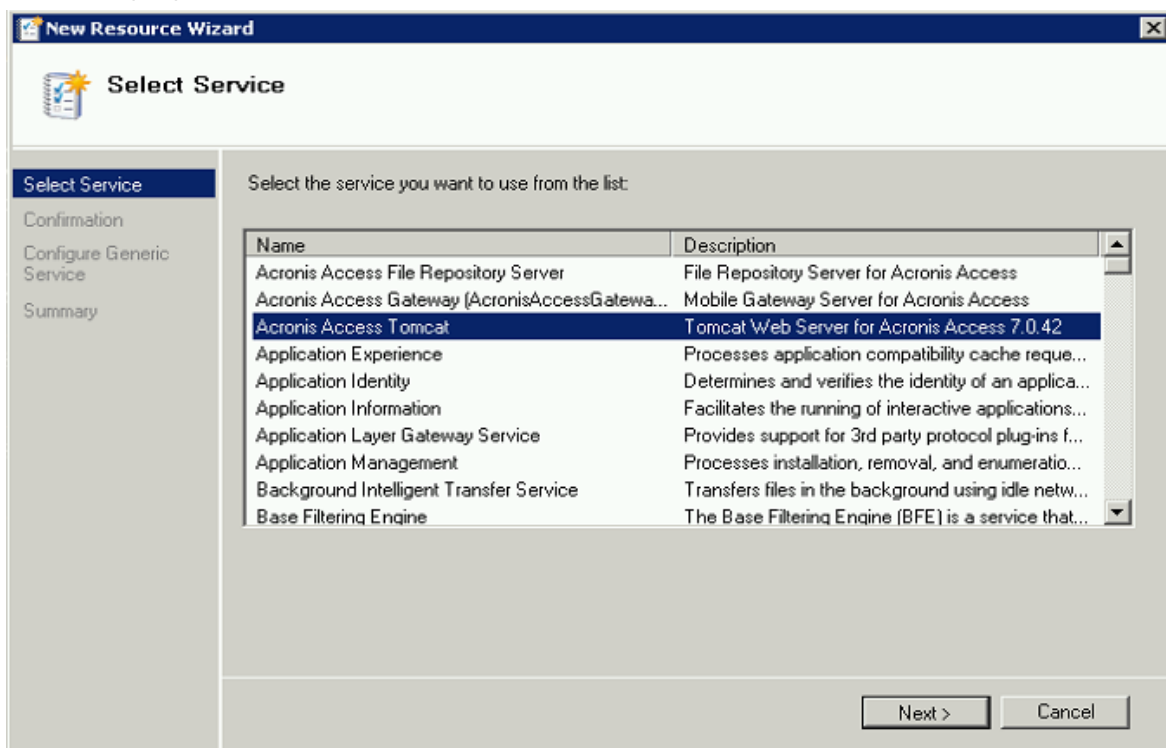 New Resource Wizard
Select Service
Select Service
Confirmation
Configure Generic
Service
Summary
Select the service you want to use from the list:
Name Description
Acronis Access File Repository Server File Repository Server for Acronis Access
Acronis Access Gateway (AcronisAccessGatewa... Mobile Gateway Server for Acronis Access
Acronis Access Tomcat Tomcat Web Server for Acronis Access 7.0.42
Application Experience Processes application compatibility cache reque...
Application Identity Determines and verifies the identity of an applica...
Application Information Facilitates the running of interactive applications...
Application Layer Gateway Service Provides support for 3rd party protocol plug-ins f...
Application Management Processes installation, removal, and enumeratio...
Background Intelligent Transfer Service Transfers files in the background using idle netw...
Base Filtering Engine The Base Filtering Engine (BFE) is a service that...
Next > Cancel